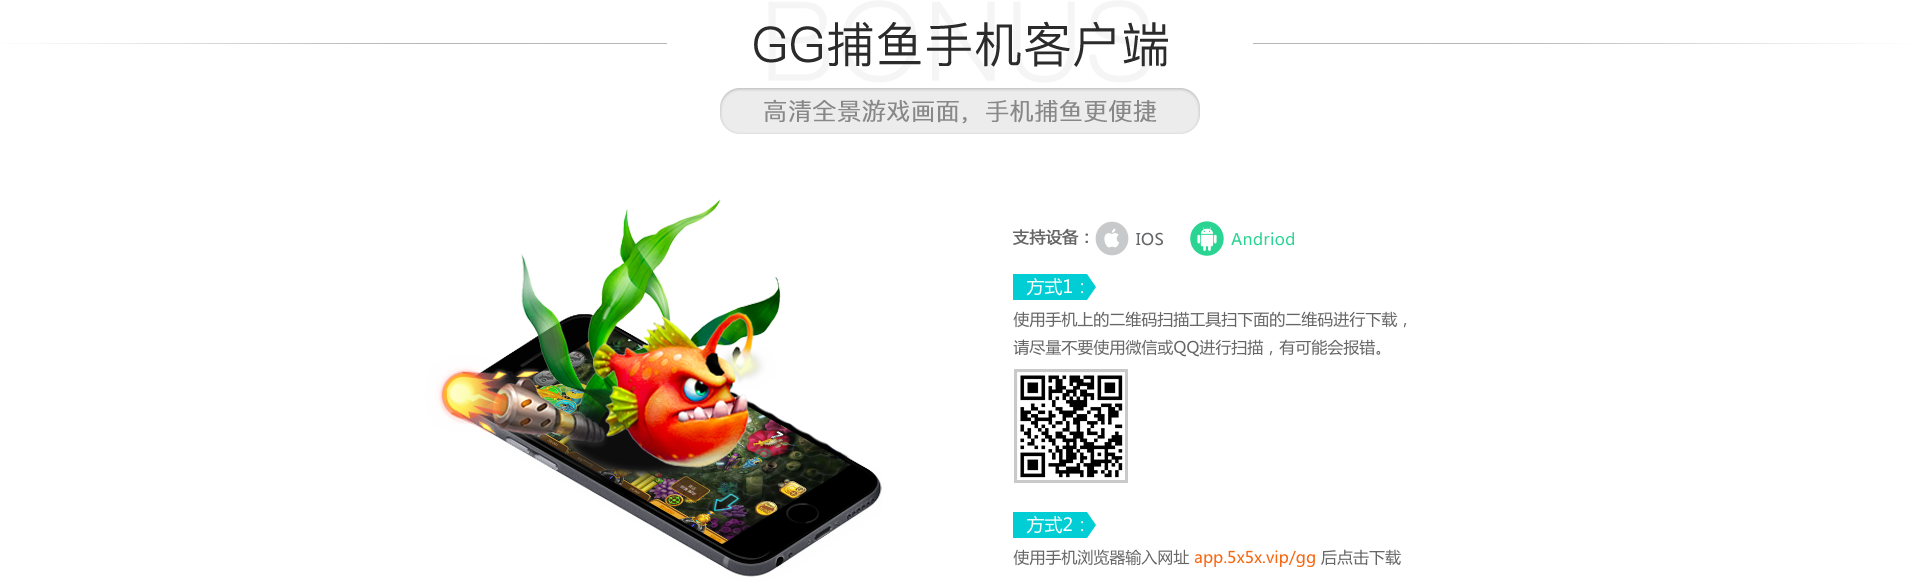 BONUS
GG捕鱼手机客户端
高清全景游戏画面，手机捕鱼更便捷
支持设备： IOS Andriod
方式1：
使用手机上的二维码扫描工具扫下面的二维码进行下载，
请尽量不要使用微信或QQ进行扫描，有可能会报错。
方式2：
使用手机浏览器输入网址 app.5x5x.vip/gg 后点击下载